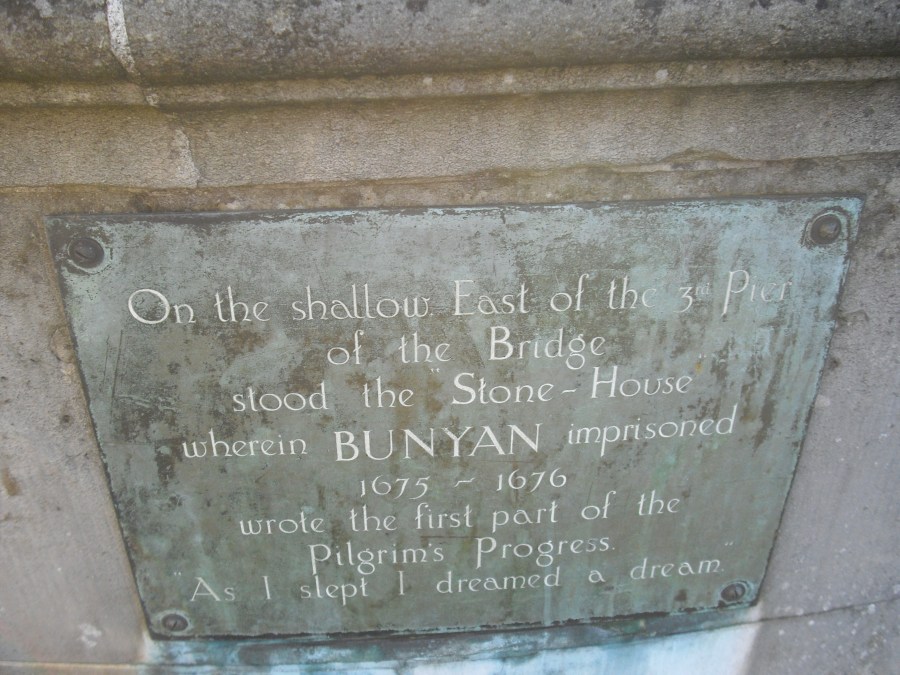 On the shallow East of the 3rd Pier
of the Bridge
stood the "Stone-House"
wherein BUNYAN imprisoned
1675 ~ 1676
wrote the first part of the
Pilgrim's Progress.
"As I slept I dreamed a dream."